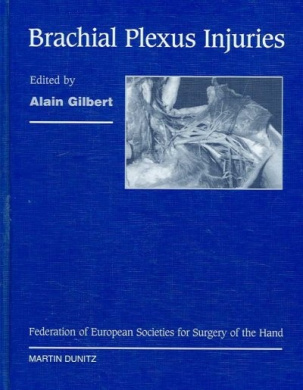 Brachial Plexus Injuries
Edited by
Alain Gilbert
Federation of European Societies for Surgery of the Hand
MARTIN DUNITZ